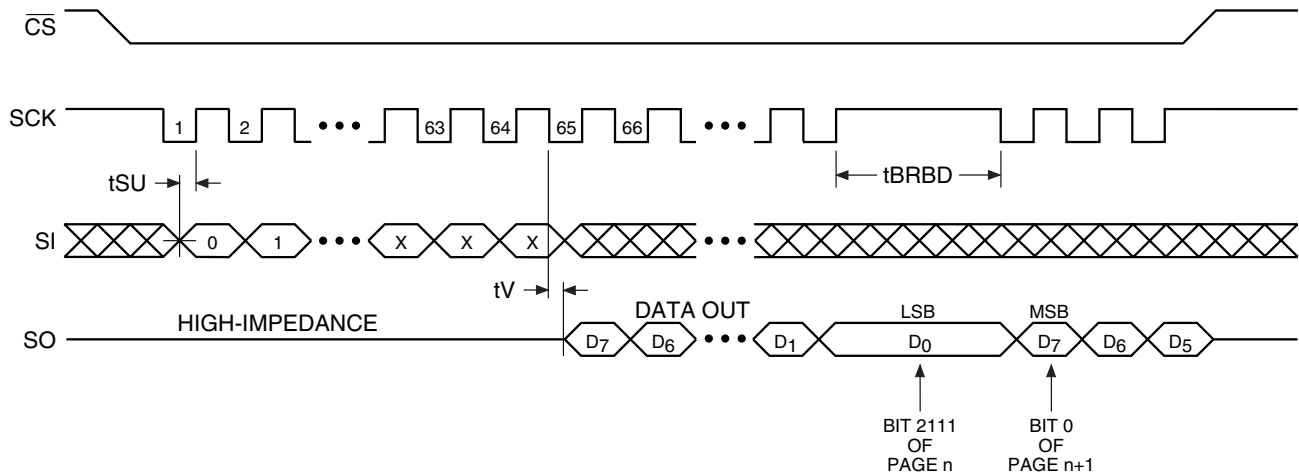 CS
SCK
1 2 63 64 65 66
tSU
tBRBD
SI
0 1 X X X
tV
HIGH-IMPEDANCE
DATA OUT
LSB
MSB
SO
D7 D6 D1 D0 D7 D6 D5
BIT 2111
OF
PAGE n
BIT 0
OF
PAGE n+1